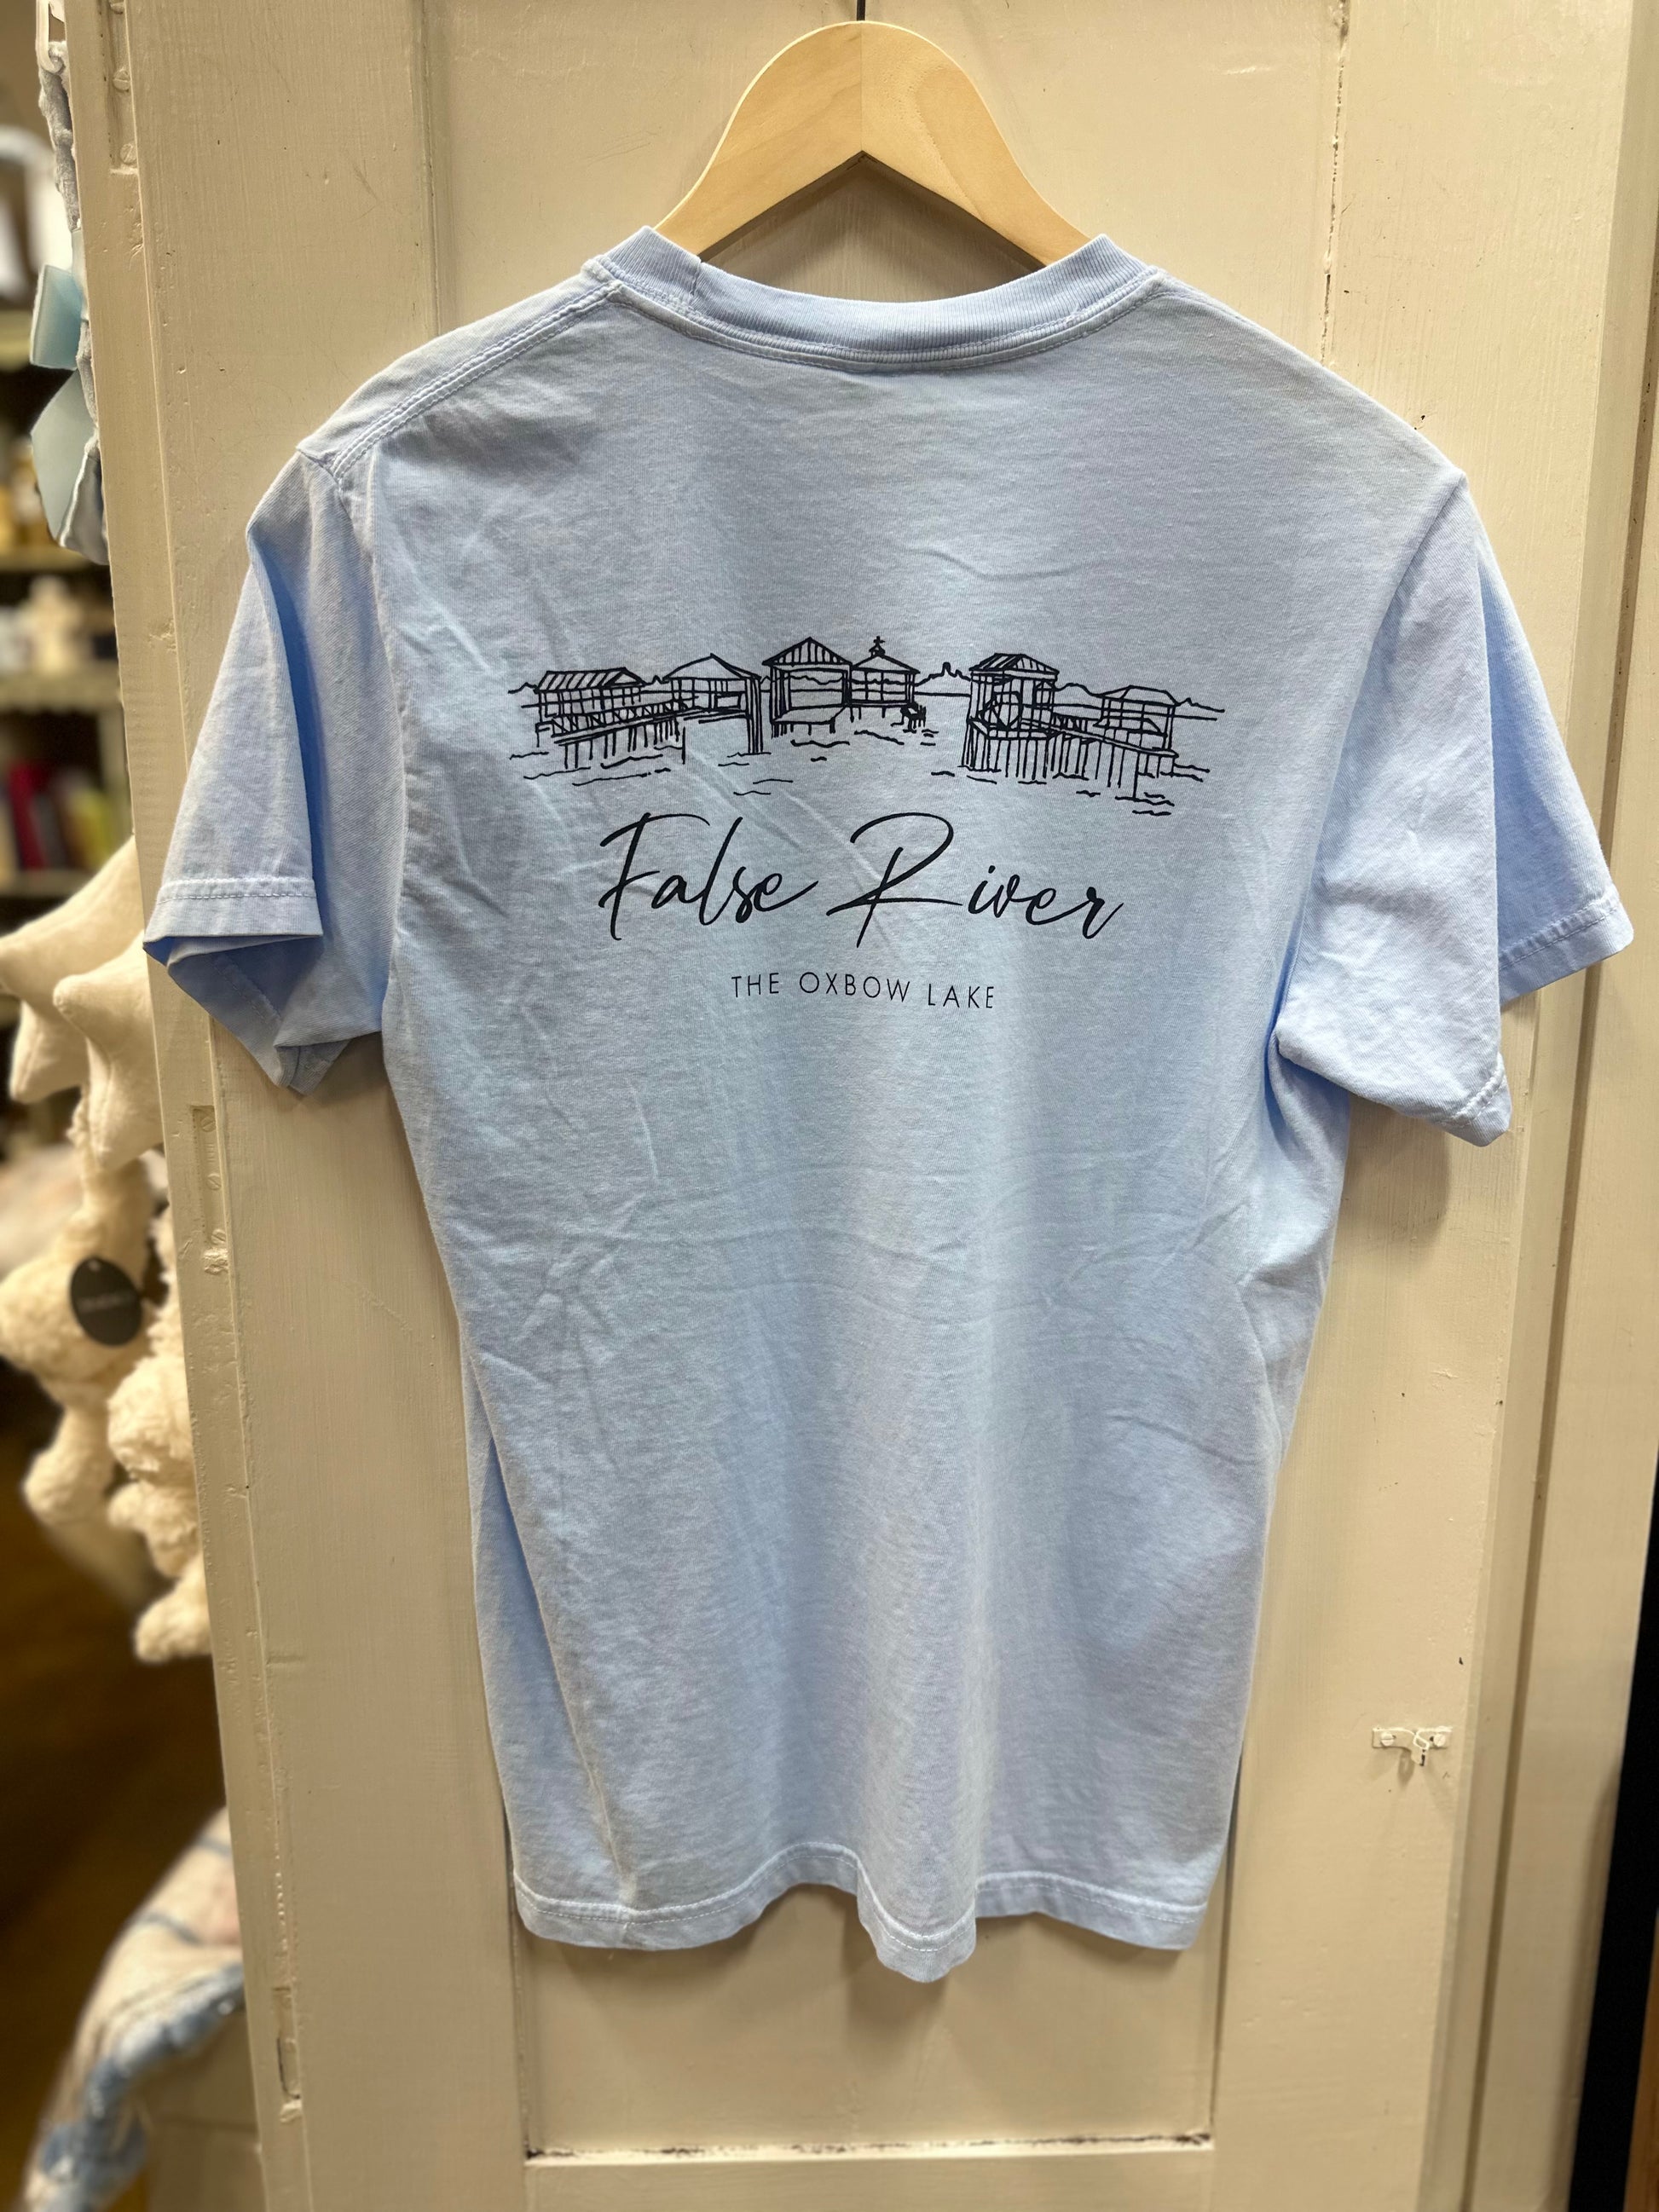 False River
THE OXBOW LAKE